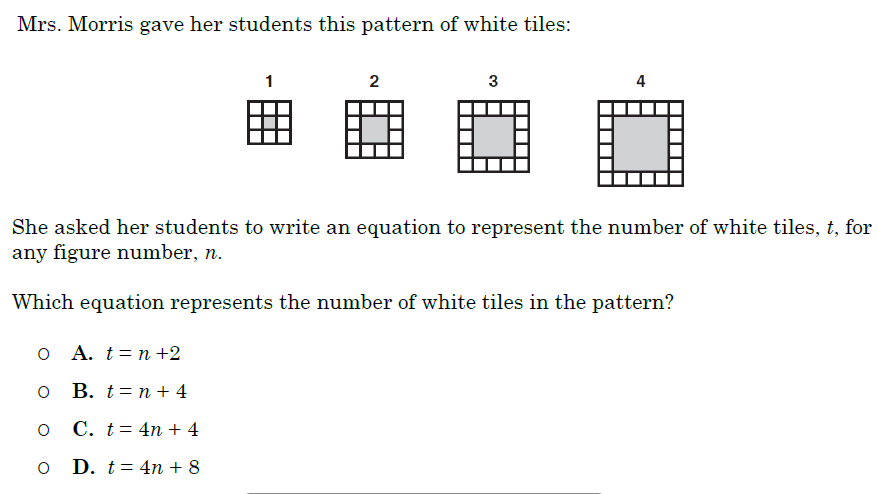 Mrs. Morris gave her students this pattern of white tiles:
1 2 3 4
She asked her students to write an equation to represent the number of white tiles, t, for
any figure number, n.
Which equation represents the number of white tiles in the pattern?
O A. t = n +2
O B. t = n + 4
O C. t = 4n + 4
O D. t = 4n + 8